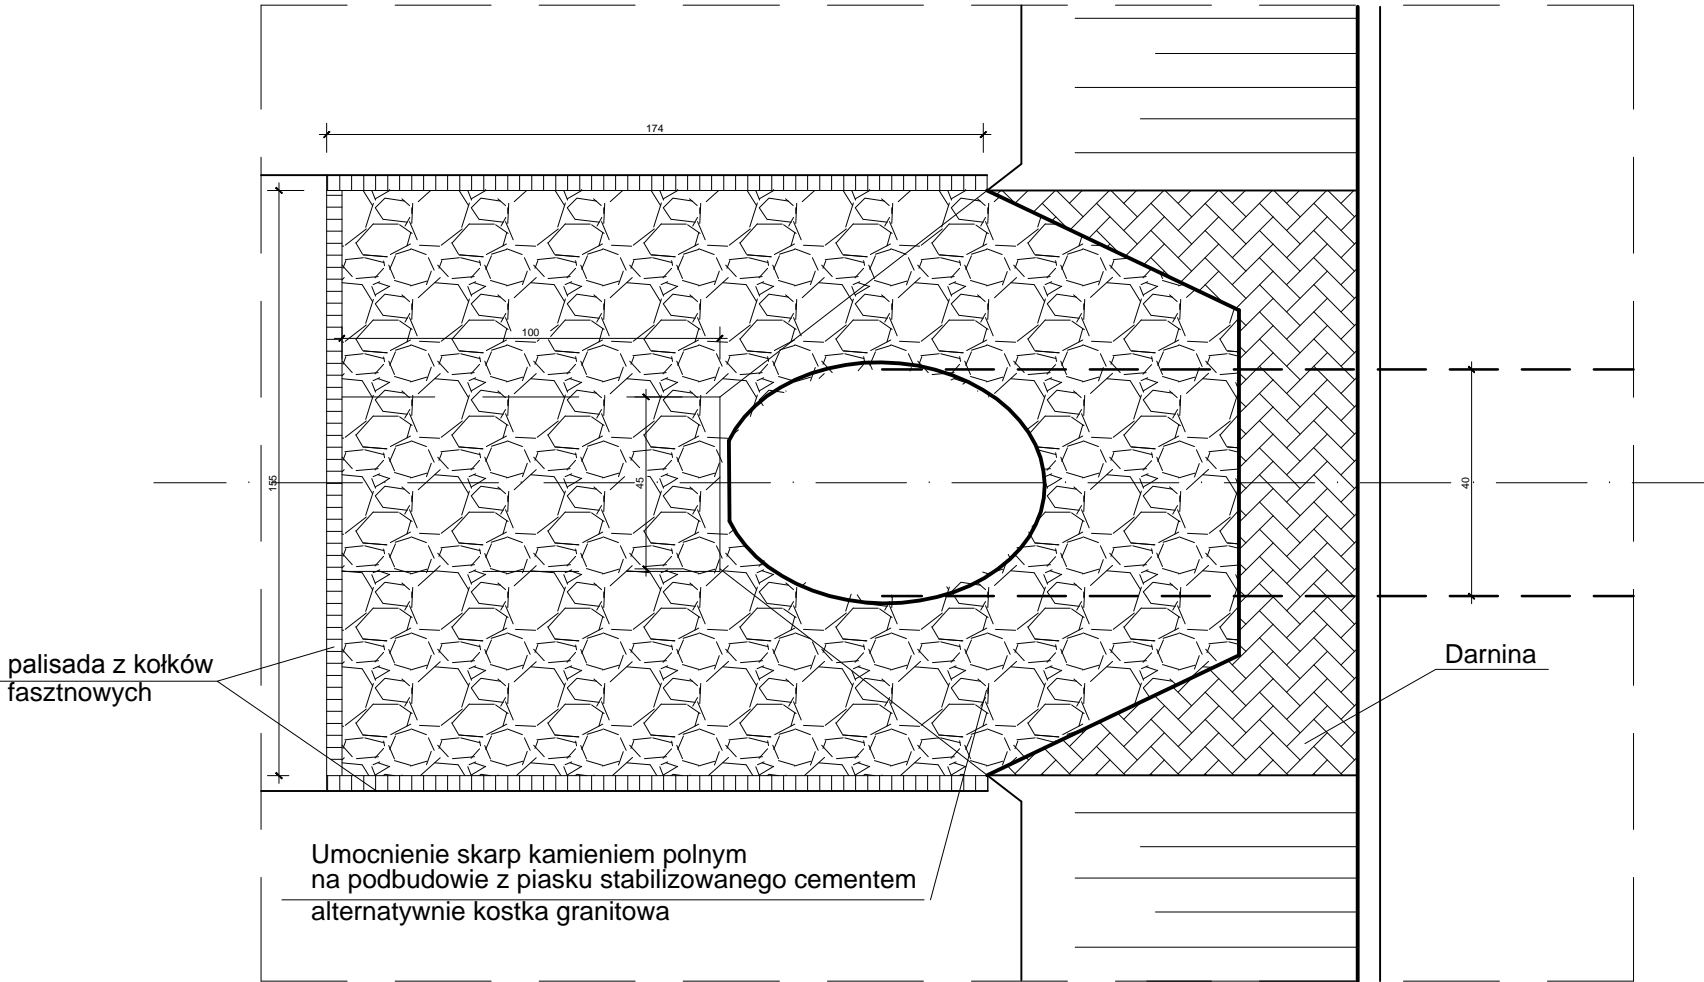 174
100
155
45
40
palisada z kołków
fasztnowych
Darnina
Umocnienie skarp kamieniem polnym
na podbudowie z piasku stabilizowanego cementem
alternatywnie kostka granitowa